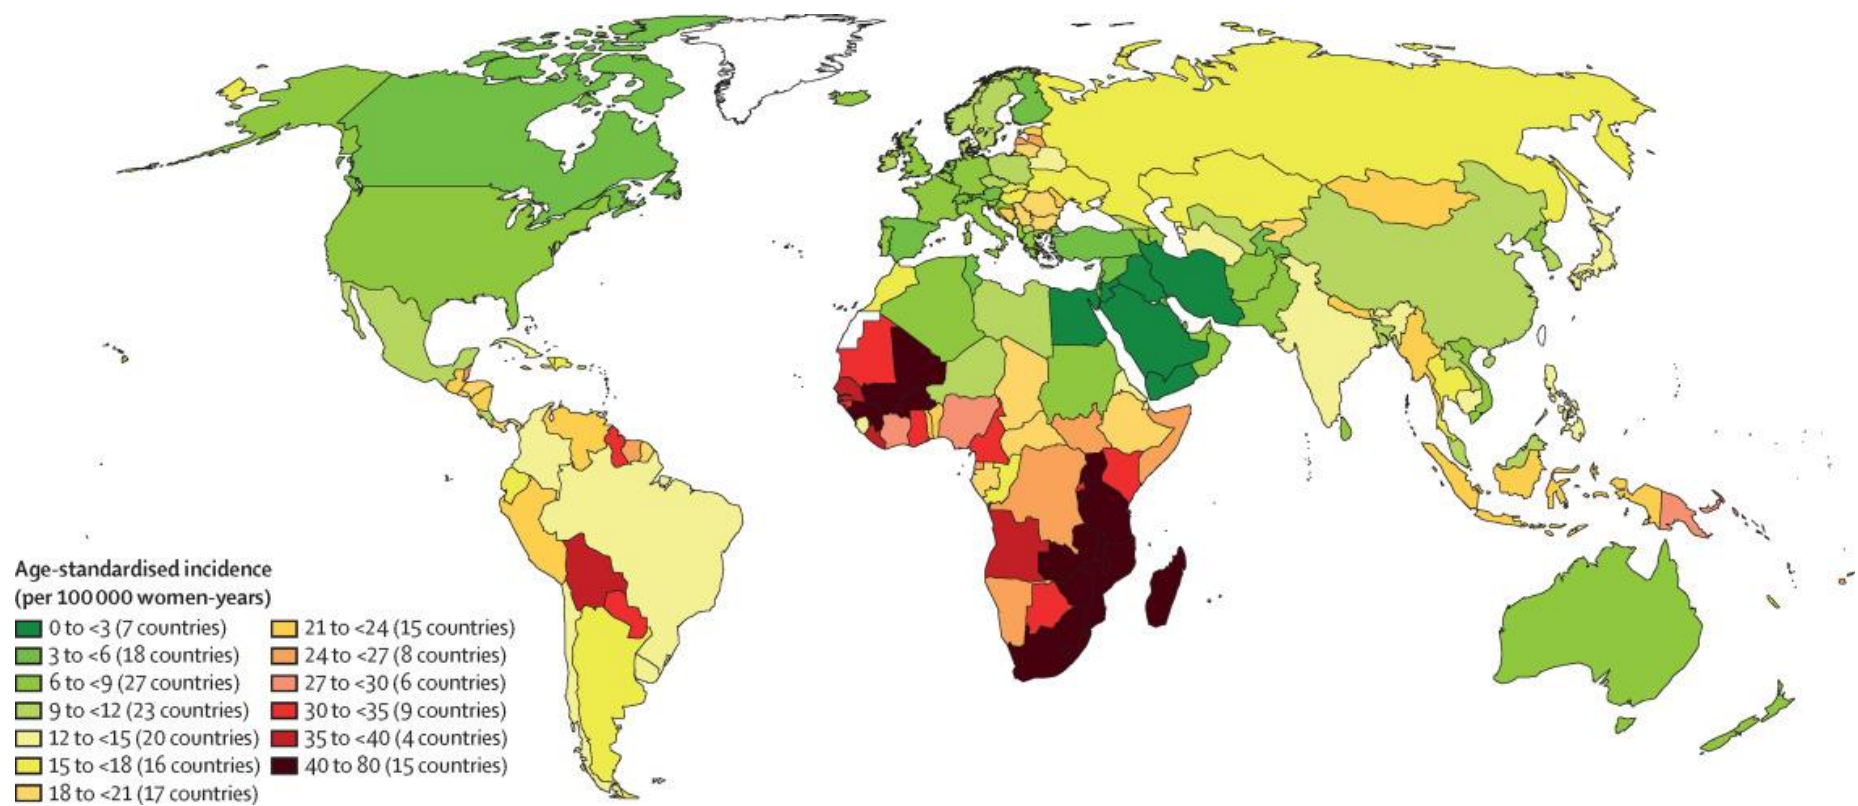 Age-standardised incidence
(per 100 000 women-years)
0 to <3 (7 countries)
3 to <6 (18 countries)
6 to <9 (27 countries)
9 to <12 (23 countries)
12 to <15 (20 countries)
15 to <18 (16 countries)
18 to <21 (17 countries)
21 to <24 (15 countries)
24 to <27 (8 countries)
27 to <30 (6 countries)
30 to <35 (9 countries)
35 to <40 (4 countries)
40 to 80 (15 countries)